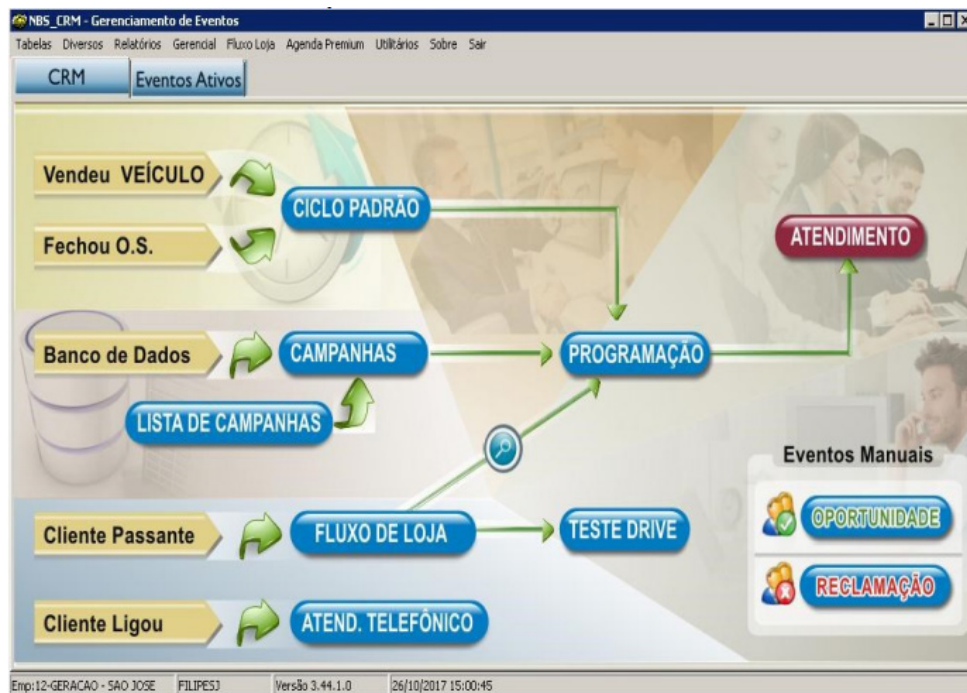 NBS_CRM - Gerenciamento de Eventos
Tabelas Diversos Relatórios Gerencial Fluxo Loja Agenda Premium Utilitários Sobre Sair
CRM Eventos Ativos
Vendeu VEÍCULO
CICLO PADRÃO
Fechou O.S.
ATENDIMENTO
Banco de Dados
CAMPANHAS
PROGRAMAÇÃO
LISTA DE CAMPANHAS
Eventos Manuais
OPORTUNIDADE
Cliente Passante
FLUXO DE LOJA
TESTE DRIVE
RECLAMAÇÃO
Cliente Ligou
ATEND. TELEFÔNICO
Emp:12-GERACAO - SAO JOSE FILIPESJ Versão 3.44.1.0 26/10/2017 15:00:45